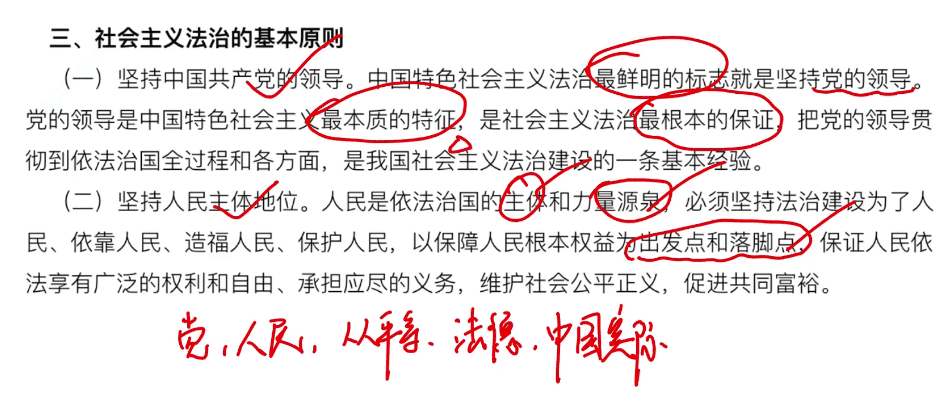 三、社会主义法治的基本原则
（一）坚持中国共产党的领导。中国特色社会主义法治最鲜明的标志就是坚持党的领导。
党的领导是中国特色社会主义最本质的特征，是社会主义法治最根本的保证，把党的领导贯
彻到依法治国全过程和各方面，是我国社会主义法治建设的一条基本经验。
（二）坚持人民主体地位。人民是依法治国的主体和力量源泉，必须坚持法治建设为了人
民、依靠人民、造福人民、保护人民，以保障人民根本权益为出发点和落脚点，保证人民依
法享有广泛的权利和自由、承担应尽的义务，维护社会公平正义，促进共同富裕。
党，人民，从平等、法德、中国实际